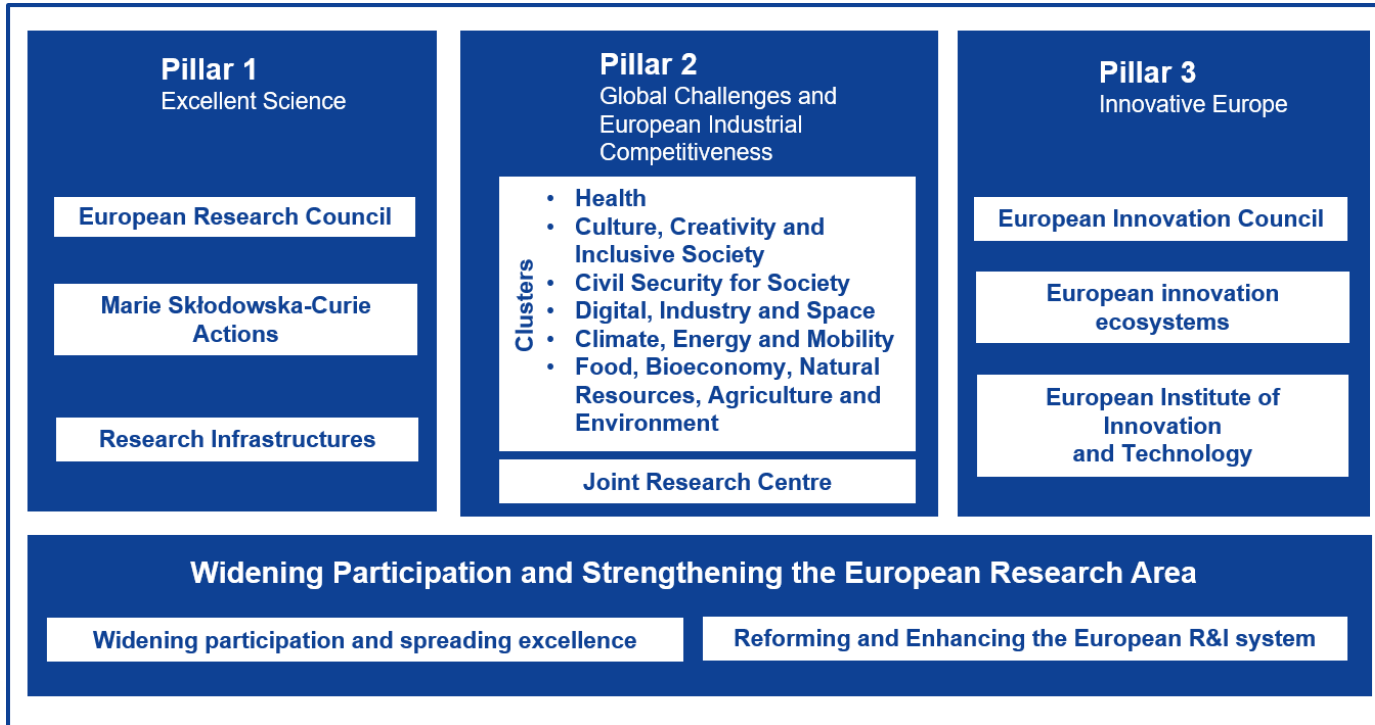 Pillar 1
Excellent Science
European Research Council
Marie Skłodowska-Curie
Actions
Research Infrastructures
Pillar 2
Global Challenges and
European Industrial
Competitiveness
Clusters
• Health
• Culture, Creativity and
Inclusive Society
• Civil Security for Society
• Digital, Industry and Space
• Climate, Energy and Mobility
• Food, Bioeconomy, Natural
Resources, Agriculture and
Environment
Joint Research Centre
Pillar 3
Innovative Europe
European Innovation Council
European innovation
ecosystems
European Institute of
Innovation
and Technology
Widening Participation and Strengthening the European Research Area
Widening participation and spreading excellence
Reforming and Enhancing the European R&I system